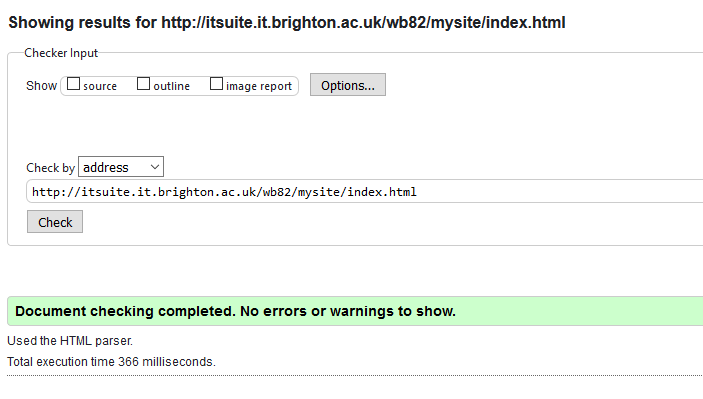 Showing results for http://itsuite.it.brighton.ac.uk/wb82/mysite/index.html
Checker Input
Show source outline image report Options...
Check by address
http://itsuite.it.brighton.ac.uk/wb82/mysite/index.html
Check
Document checking completed. No errors or warnings to show.
Used the HTML parser.
Total execution time 366 milliseconds.